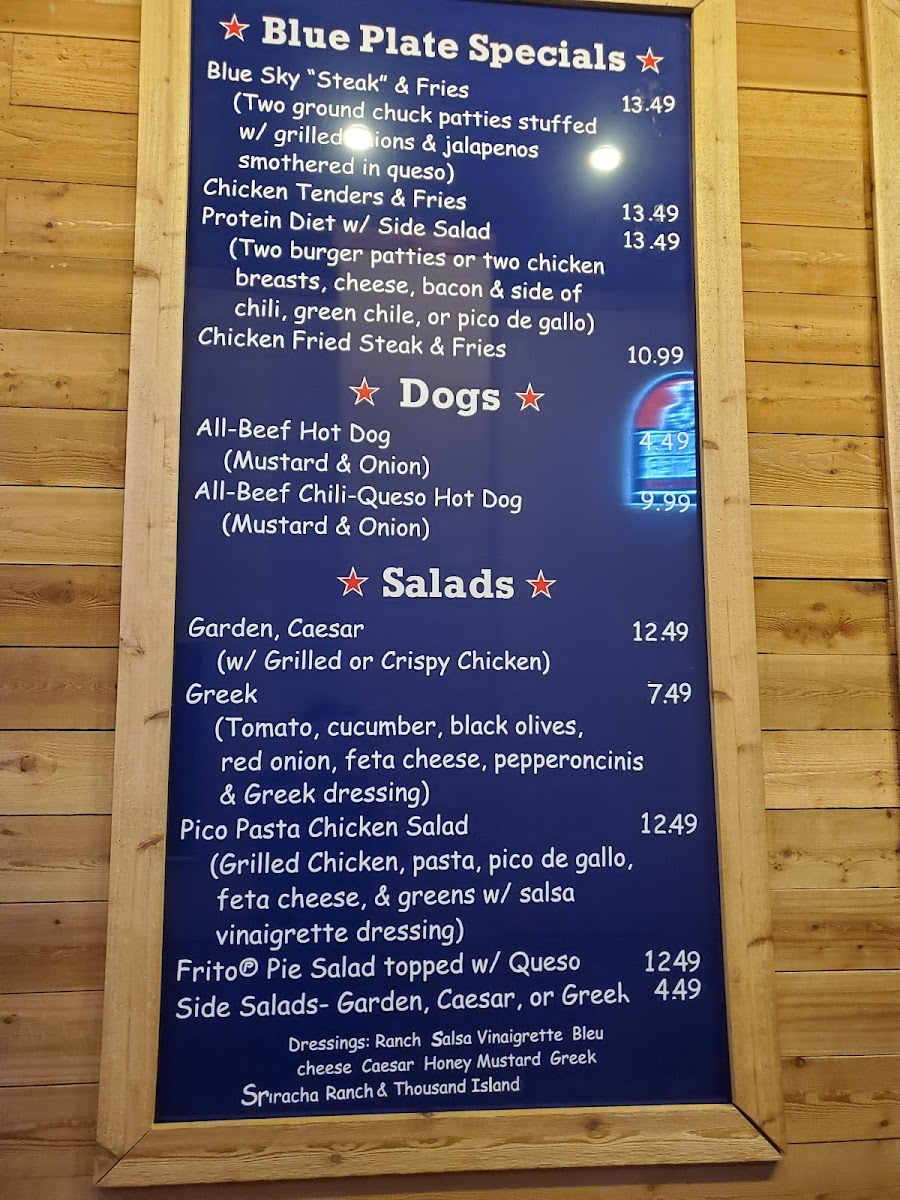 Blue Plate Specials
Blue Sky "Steak" & Fries 13.49
(Two ground chuck patties stuffed
w/ grilled & jalapenos
smothered in queso)
Chicken Tenders & Fries 13.49
Protein Diet w/ Side Salad 13.49
(Two burger patties or two chicken
breasts, cheese, bacon & side of
chili, green chile, or pico de gallo)
Chicken Fried Steak & Fries 10.99
Dogs
All-Beef Hot Dog 4.49
(Mustard & Onion)
All-Beef Chili-Queso Hot Dog 9.99
(Mustard & Onion)
Salads
Garden, Caesar 12.49
(w/ Grilled or Crispy Chicken)
Greek 7.49
(Tomato, cucumber, black olives,
red onion, feta cheese, pepperoncinis
& Greek dressing)
Pico Pasta Chicken Salad 12.49
(Grilled Chicken, pasta, pico de gallo,
feta cheese, & greens w/ salsa
vinaigrette dressing)
Frito℗ Pie Salad topped w/ Queso 12.49
Side Salads- Garden, Caesar, or Greek 4.49
Dressings: Ranch Salsa Vinaigrette Bleu
cheese Caesar Honey Mustard Greek
Sriracha Ranch & Thousand Island